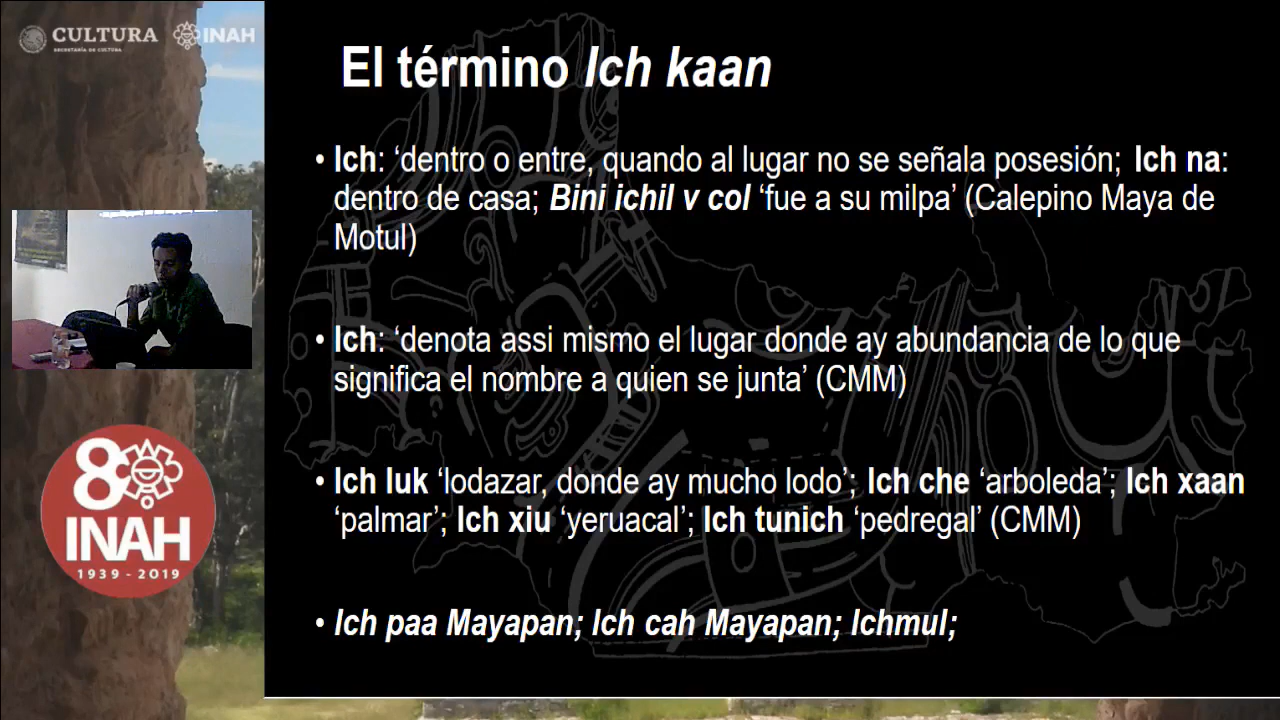 CULTURA
SECRETARÍA DE CULTURA
INAH
El término Ich kaan
• Ich: ‘dentro o entre, quando al lugar no se señala posesión; Ich na:
dentro de casa; Bini ichil v col ‘fue a su milpa’ (Calepino Maya de
Motul)
• Ich: ‘denota assi mismo el lugar donde ay abundancia de lo que
significa el nombre a quien se junta’ (CMM)
• Ich luk ‘lodazar, donde ay mucho lodo’; Ich che ‘arboleda’; Ich xaan
‘palmar’; Ich xiu ‘yeruacal’; Ich tunich ‘pedregal’ (CMM)
• Ich paa Mayapan; Ich cah Mayapan; Ichmul;
80
INAH
1939 - 2019